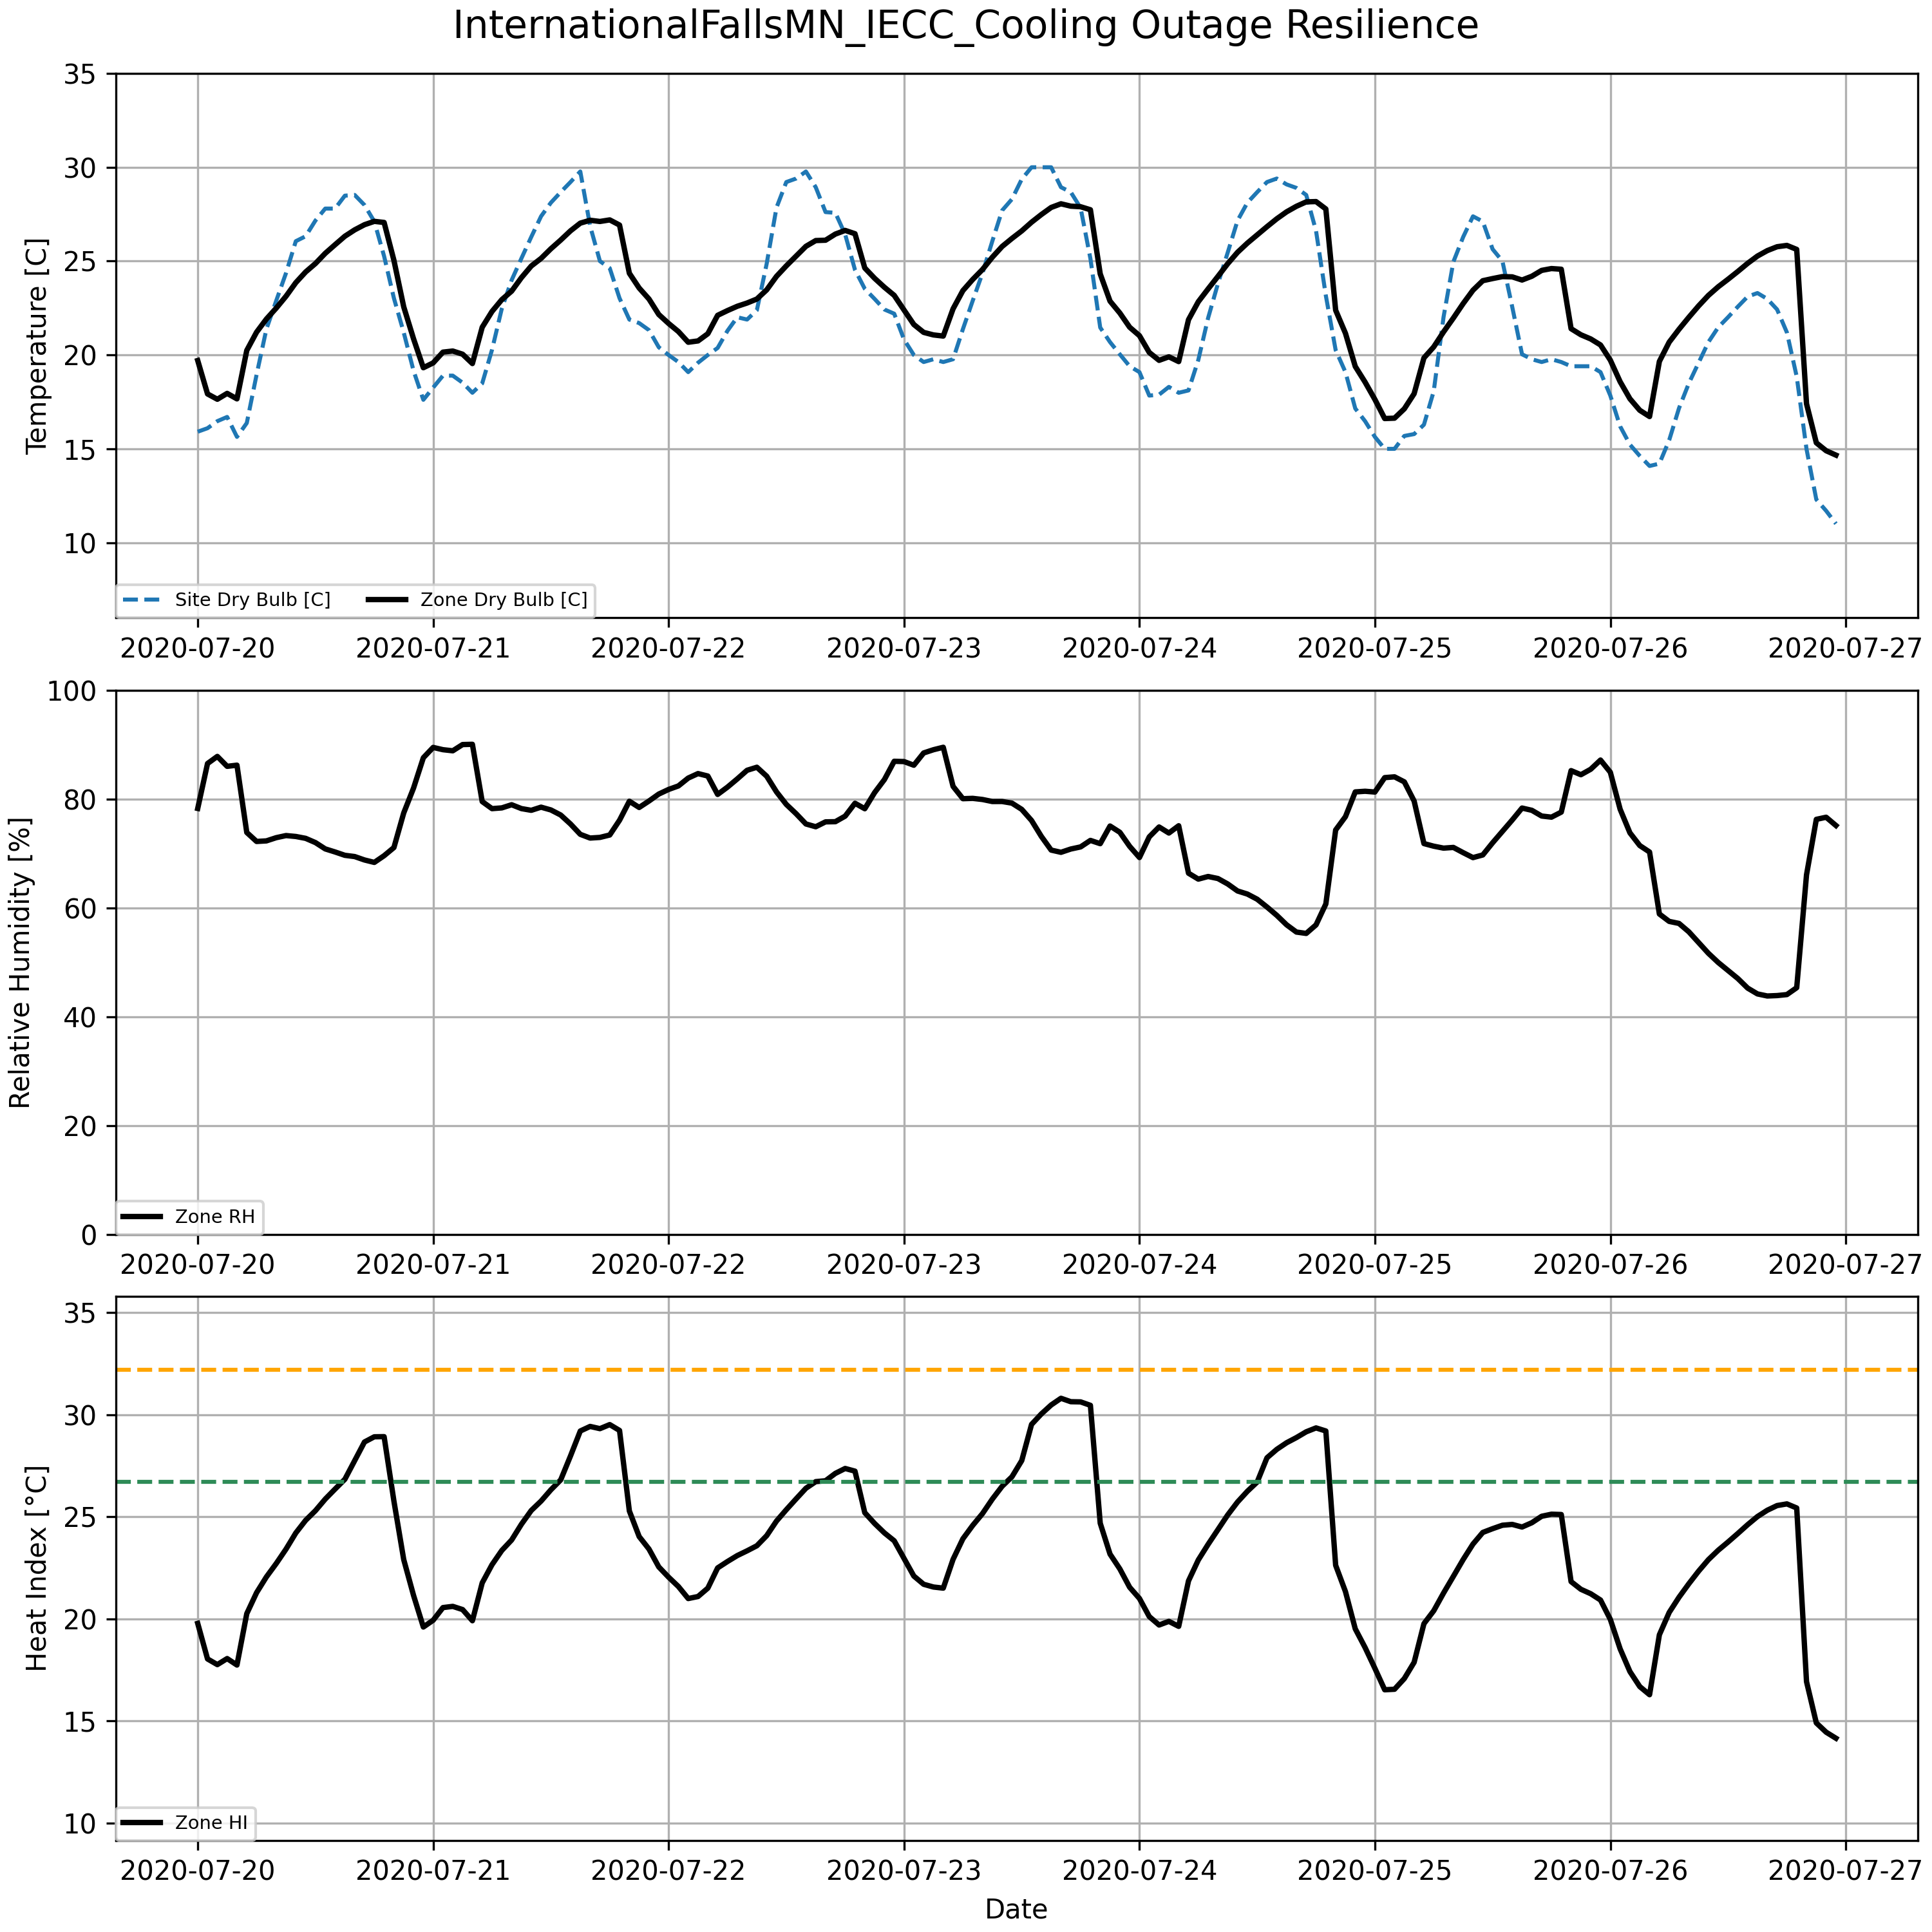 InternationalFallsMN_IECC_Cooling Outage Resilience
35
30
25
20
15
10
Temperature [C]
Site Dry Bulb [C] Zone Dry Bulb [C]
2020-07-20 2020-07-21 2020-07-22 2020-07-23 2020-07-24 2020-07-25 2020-07-26 2020-07-27
100
80
60
40
20
0
Relative Humidity [%]
Zone RH
2020-07-20 2020-07-21 2020-07-22 2020-07-23 2020-07-24 2020-07-25 2020-07-26 2020-07-27
35
30
25
20
15
10
Heat Index [°C]
Zone HI
2020-07-20 2020-07-21 2020-07-22 2020-07-23 2020-07-24 2020-07-25 2020-07-26 2020-07-27
Date